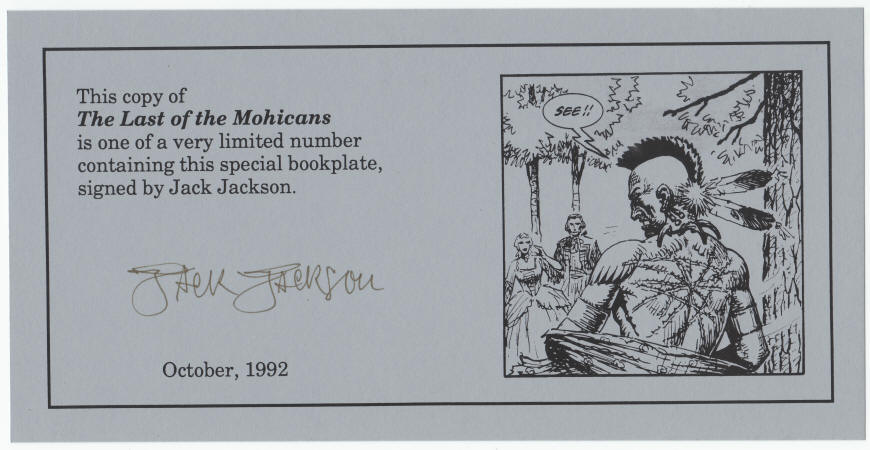 This copy of
The Last of the Mohicans
is one of a very limited number
containing this special bookplate,
signed by Jack Jackson.
Jack Jackson
October, 1992
SEE!!